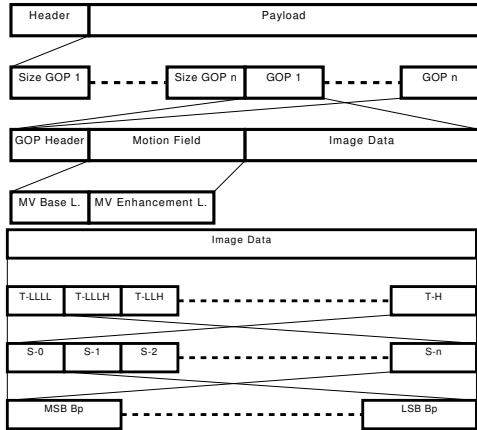 Header Payload
Size GOP 1 Size GOP n GOP 1 GOP n
GOP Header Motion Field Image Data
MV Base L. MV Enhancement L.
Image Data
T-LLLL T-LLLH T-LLH T-H
S-0 S-1 S-2 S-n
MSB Bp LSB Bp